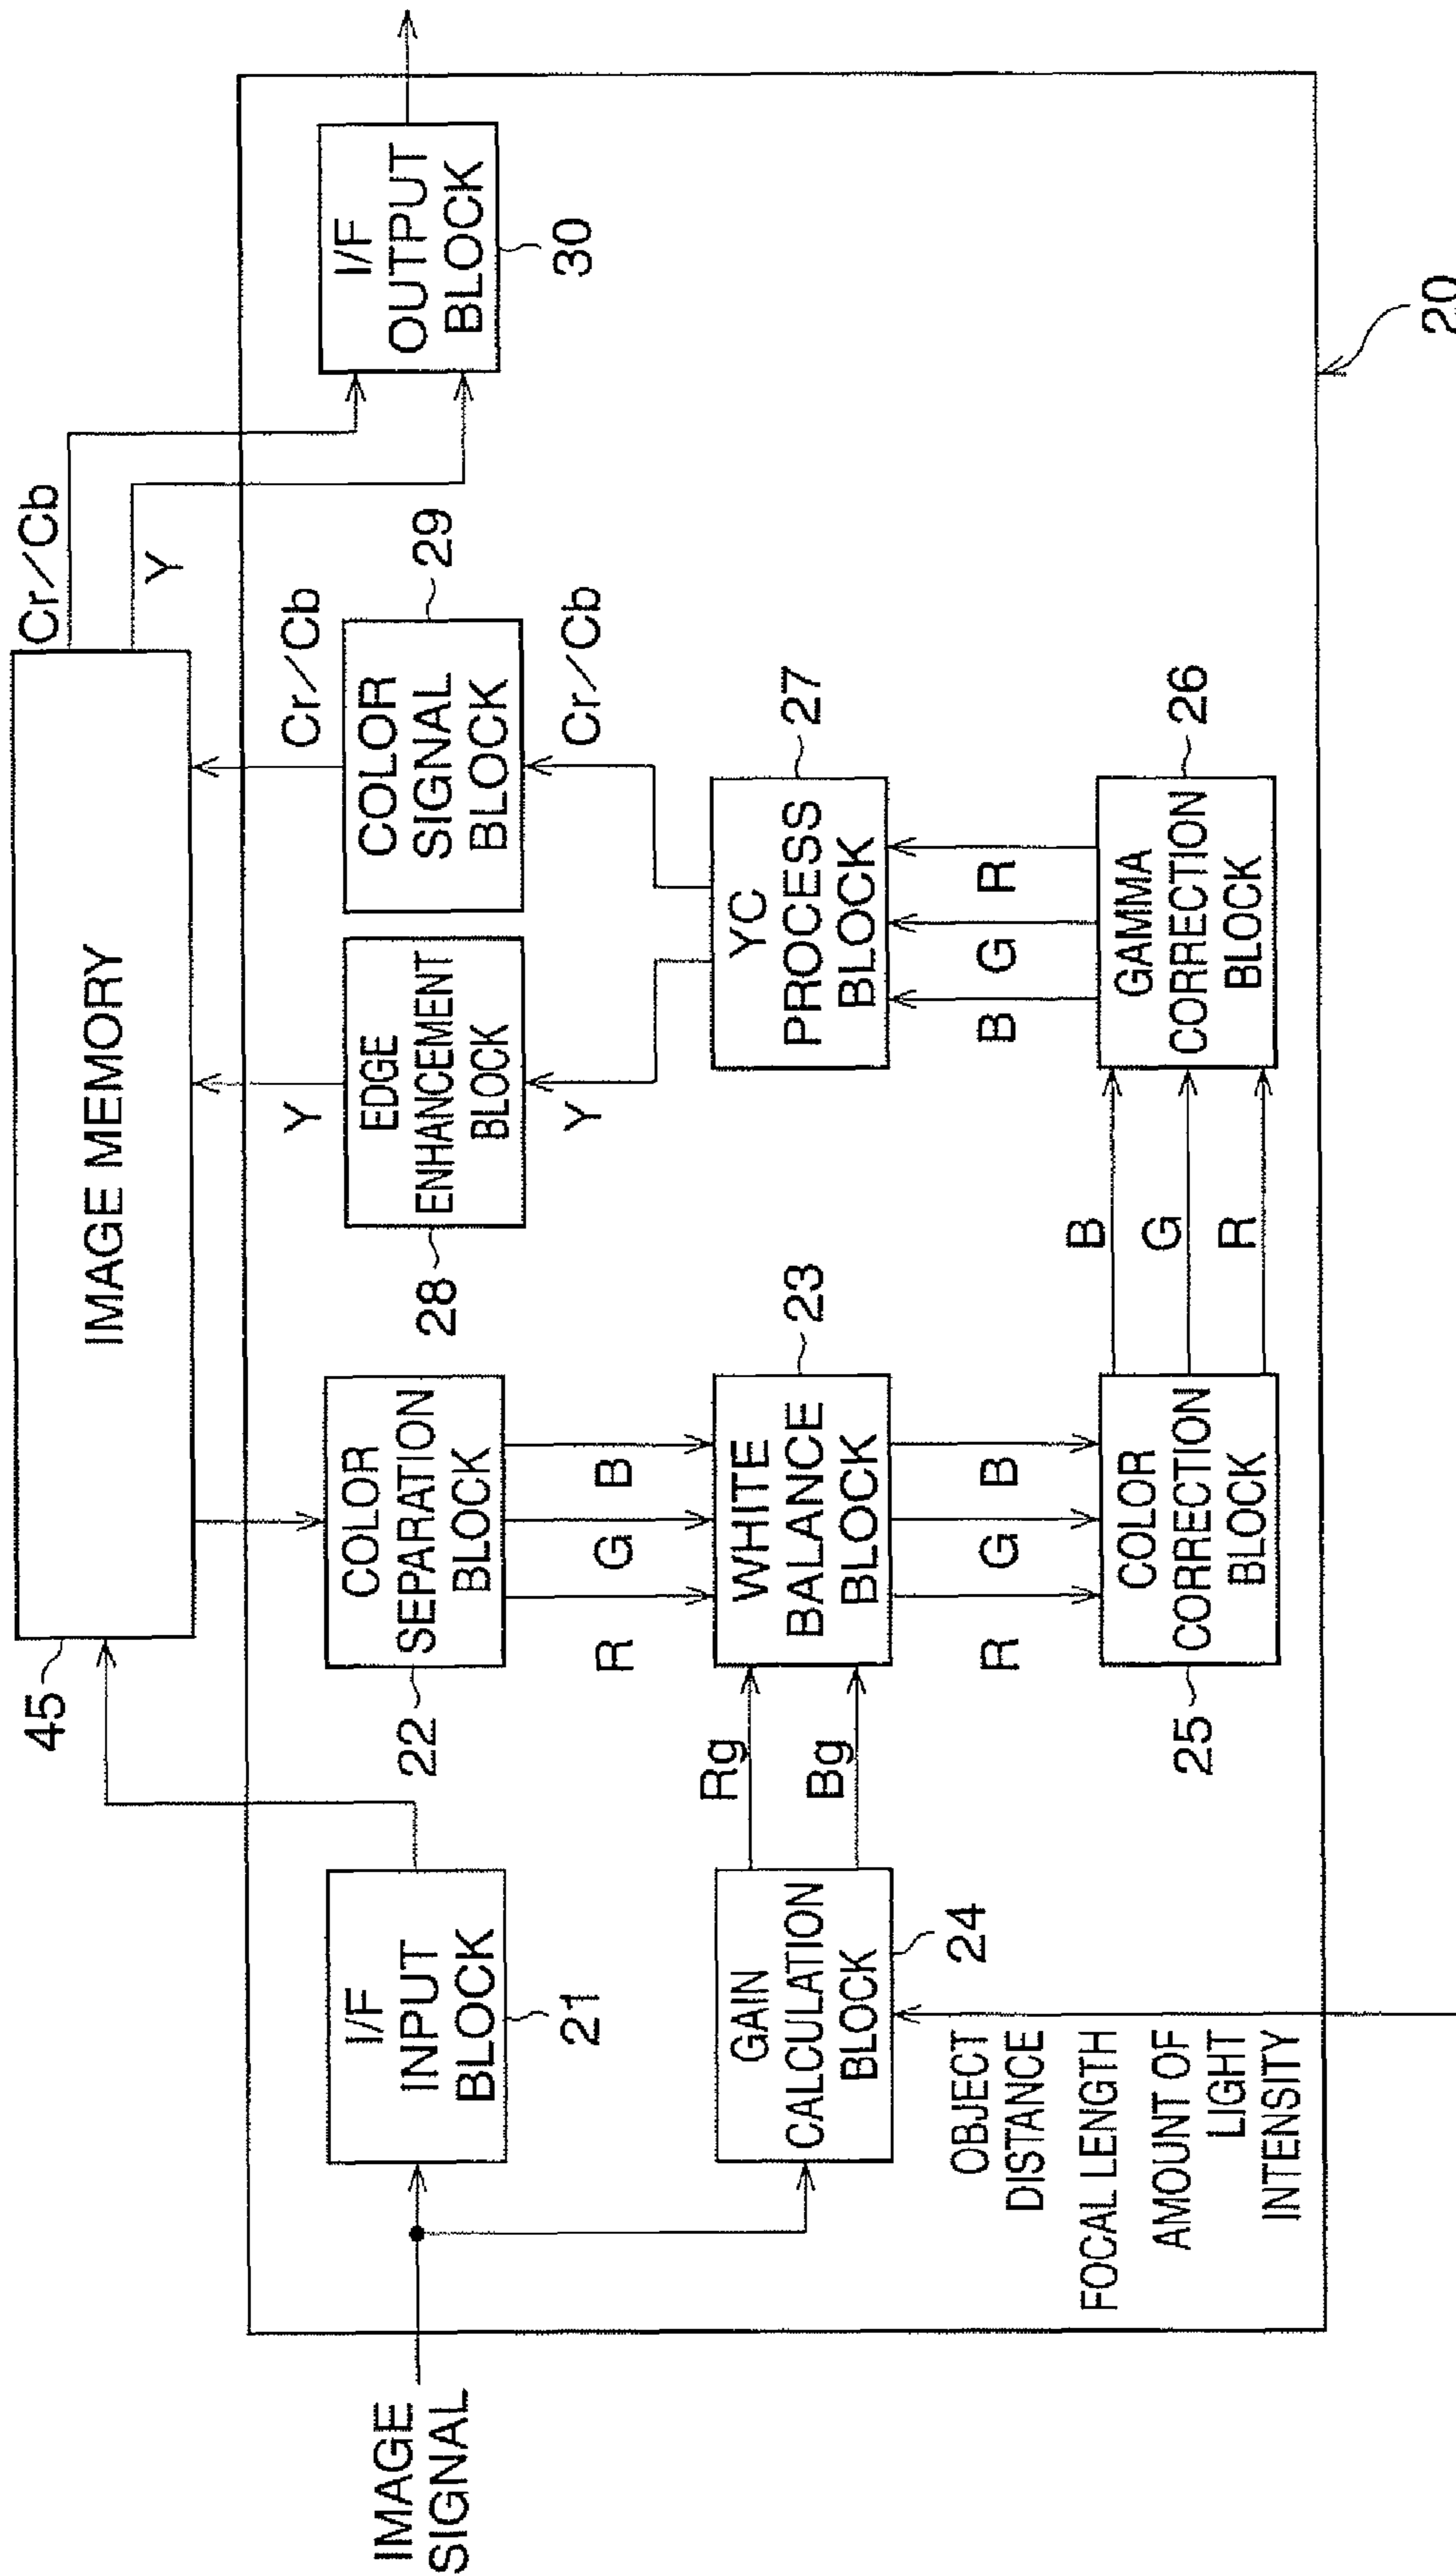 IMAGE MEMORY
45
Cr/Cb
Y
IMAGE
SIGNAL
I/F
INPUT
BLOCK
21
COLOR
SEPARATION
BLOCK
22
Y
EDGE
ENHANCEMENT
BLOCK
28
Cr/Cb
COLOR
SIGNAL
BLOCK
29
I/F
OUTPUT
BLOCK
30
R
G
B
Y
Cr/Cb
GAIN
CALCULATION
BLOCK
24
Rg
Bg
WHITE
BALANCE
BLOCK
23
YC
PROCESS
BLOCK
27
OBJECT
DISTANCE
FOCAL LENGTH
AMOUNT OF
LIGHT
INTENSITY
R
G
B
B
G
R
COLOR
CORRECTION
BLOCK
25
B
G
R
GAMMA
CORRECTION
BLOCK
26
20